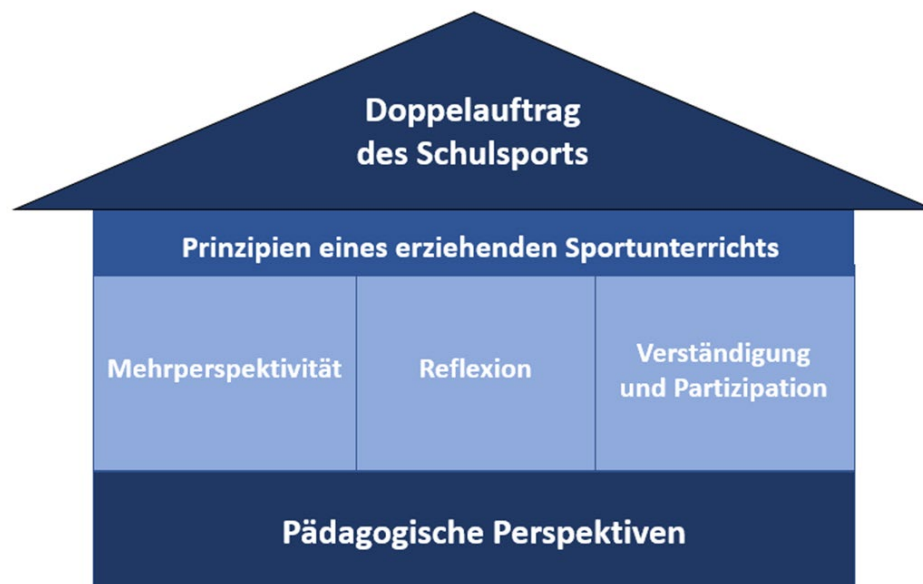 Doppelauftrag
des Schulsports
Prinzipien eines erziehenden Sportunterrichts
Mehrperspektivität
Reflexion
Verständigung
und Partizipation
Pädagogische Perspektiven